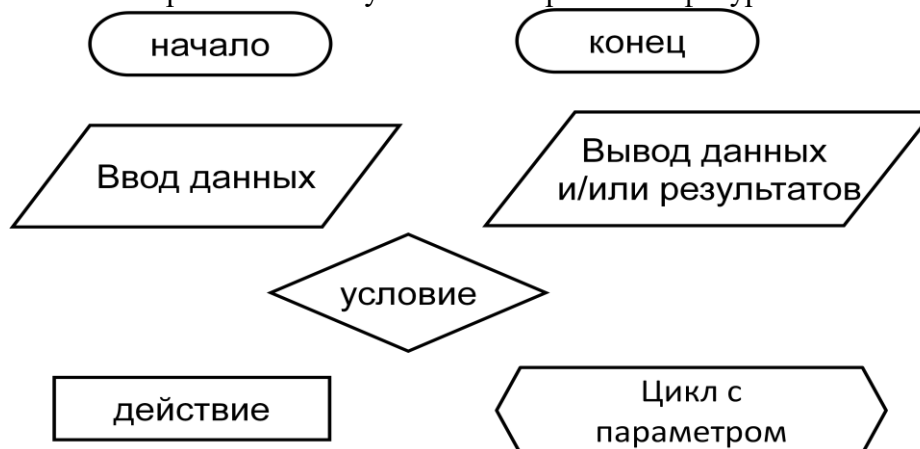 начало
конец
Ввод данных
Вывод данных
и/или результатов
условие
действие
Цикл с
параметром